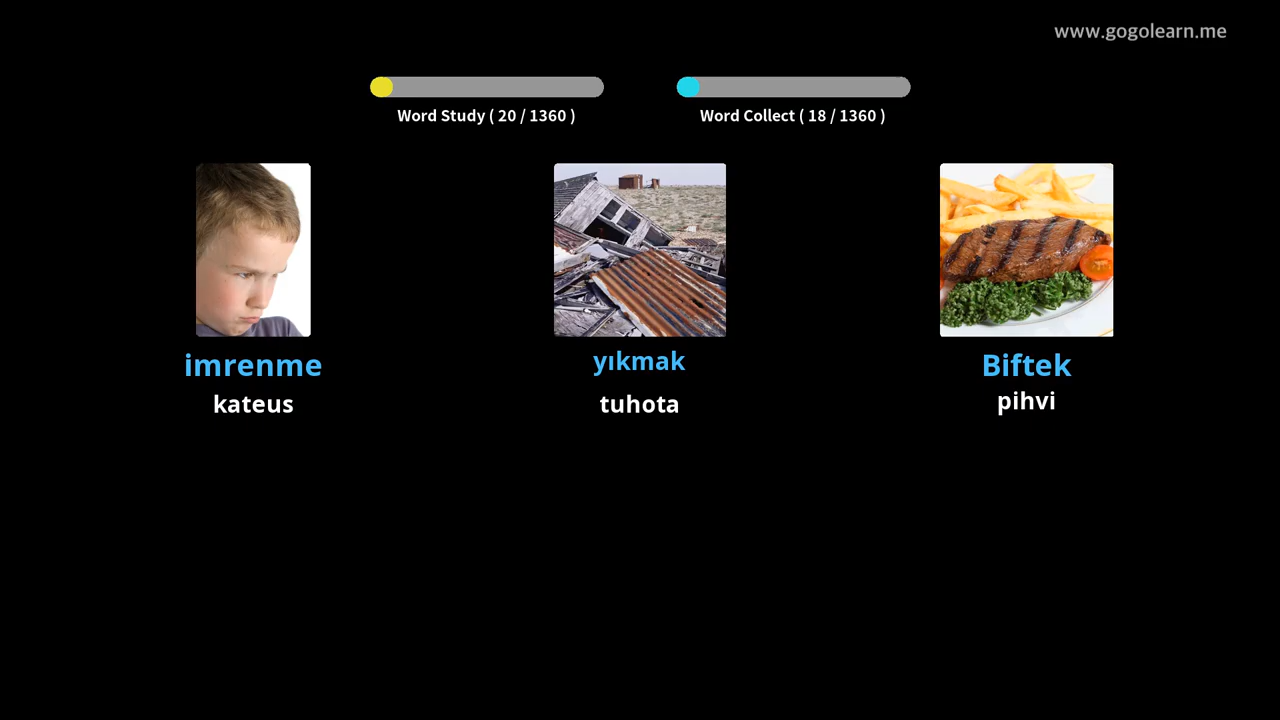 www.gogolearn.me
Word Study ( 20 / 1360 )
Word Collect ( 18 / 1360 )
imrenme
kateus
yıkmak
tuhota
Biftek
pihvi